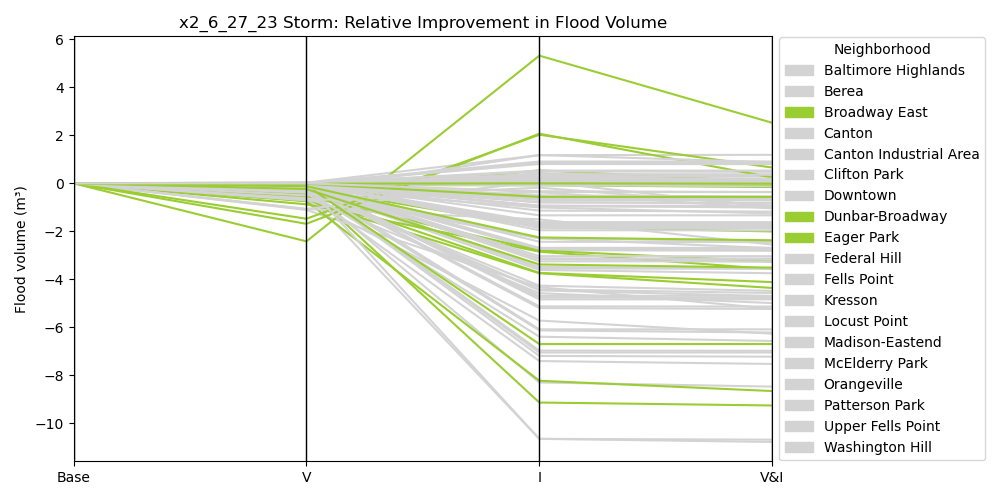 x2_6_27_23 Storm: Relative Improvement in Flood Volume
Flood volume (m³)
6
4
2
0
−2
−4
−6
−8
−10
Base
V
I
V&I
Neighborhood
Baltimore Highlands
Berea
Broadway East
Canton
Canton Industrial Area
Clifton Park
Downtown
Dunbar-Broadway
Eager Park
Federal Hill
Fells Point
Kresson
Locust Point
Madison-Eastend
McElderry Park
Orangeville
Patterson Park
Upper Fells Point
Washington Hill